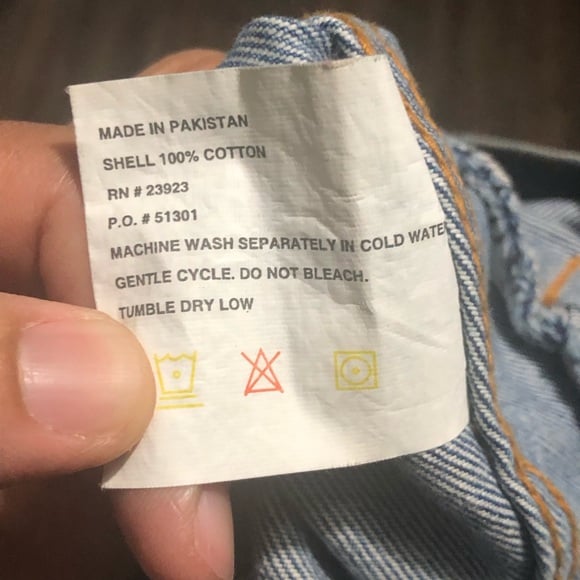 MADE IN PAKISTAN
SHELL 100% COTTON
RN # 23923
P.O. # 51301
MACHINE WASH SEPARATELY IN COLD WATE
GENTLE CYCLE. DO NOT BLEACH.
TUMBLE DRY LOW